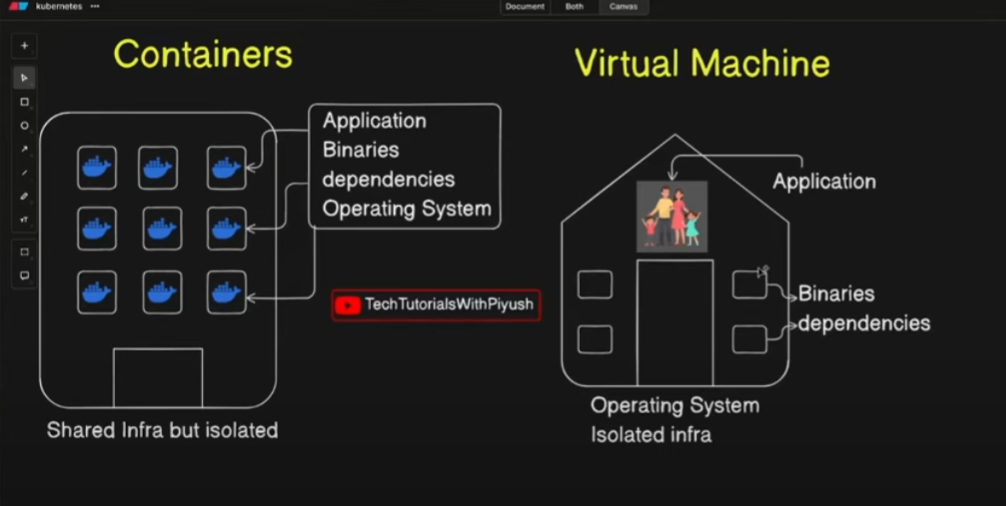 kubernetes
Document
Both
Canvas
Containers
Virtual Machine
Application
Binaries
dependencies
Operating System
Application
TechTutorialsWithPiyush
Binaries
dependencies
Operating System
Isolated infra
Shared Infra but isolated